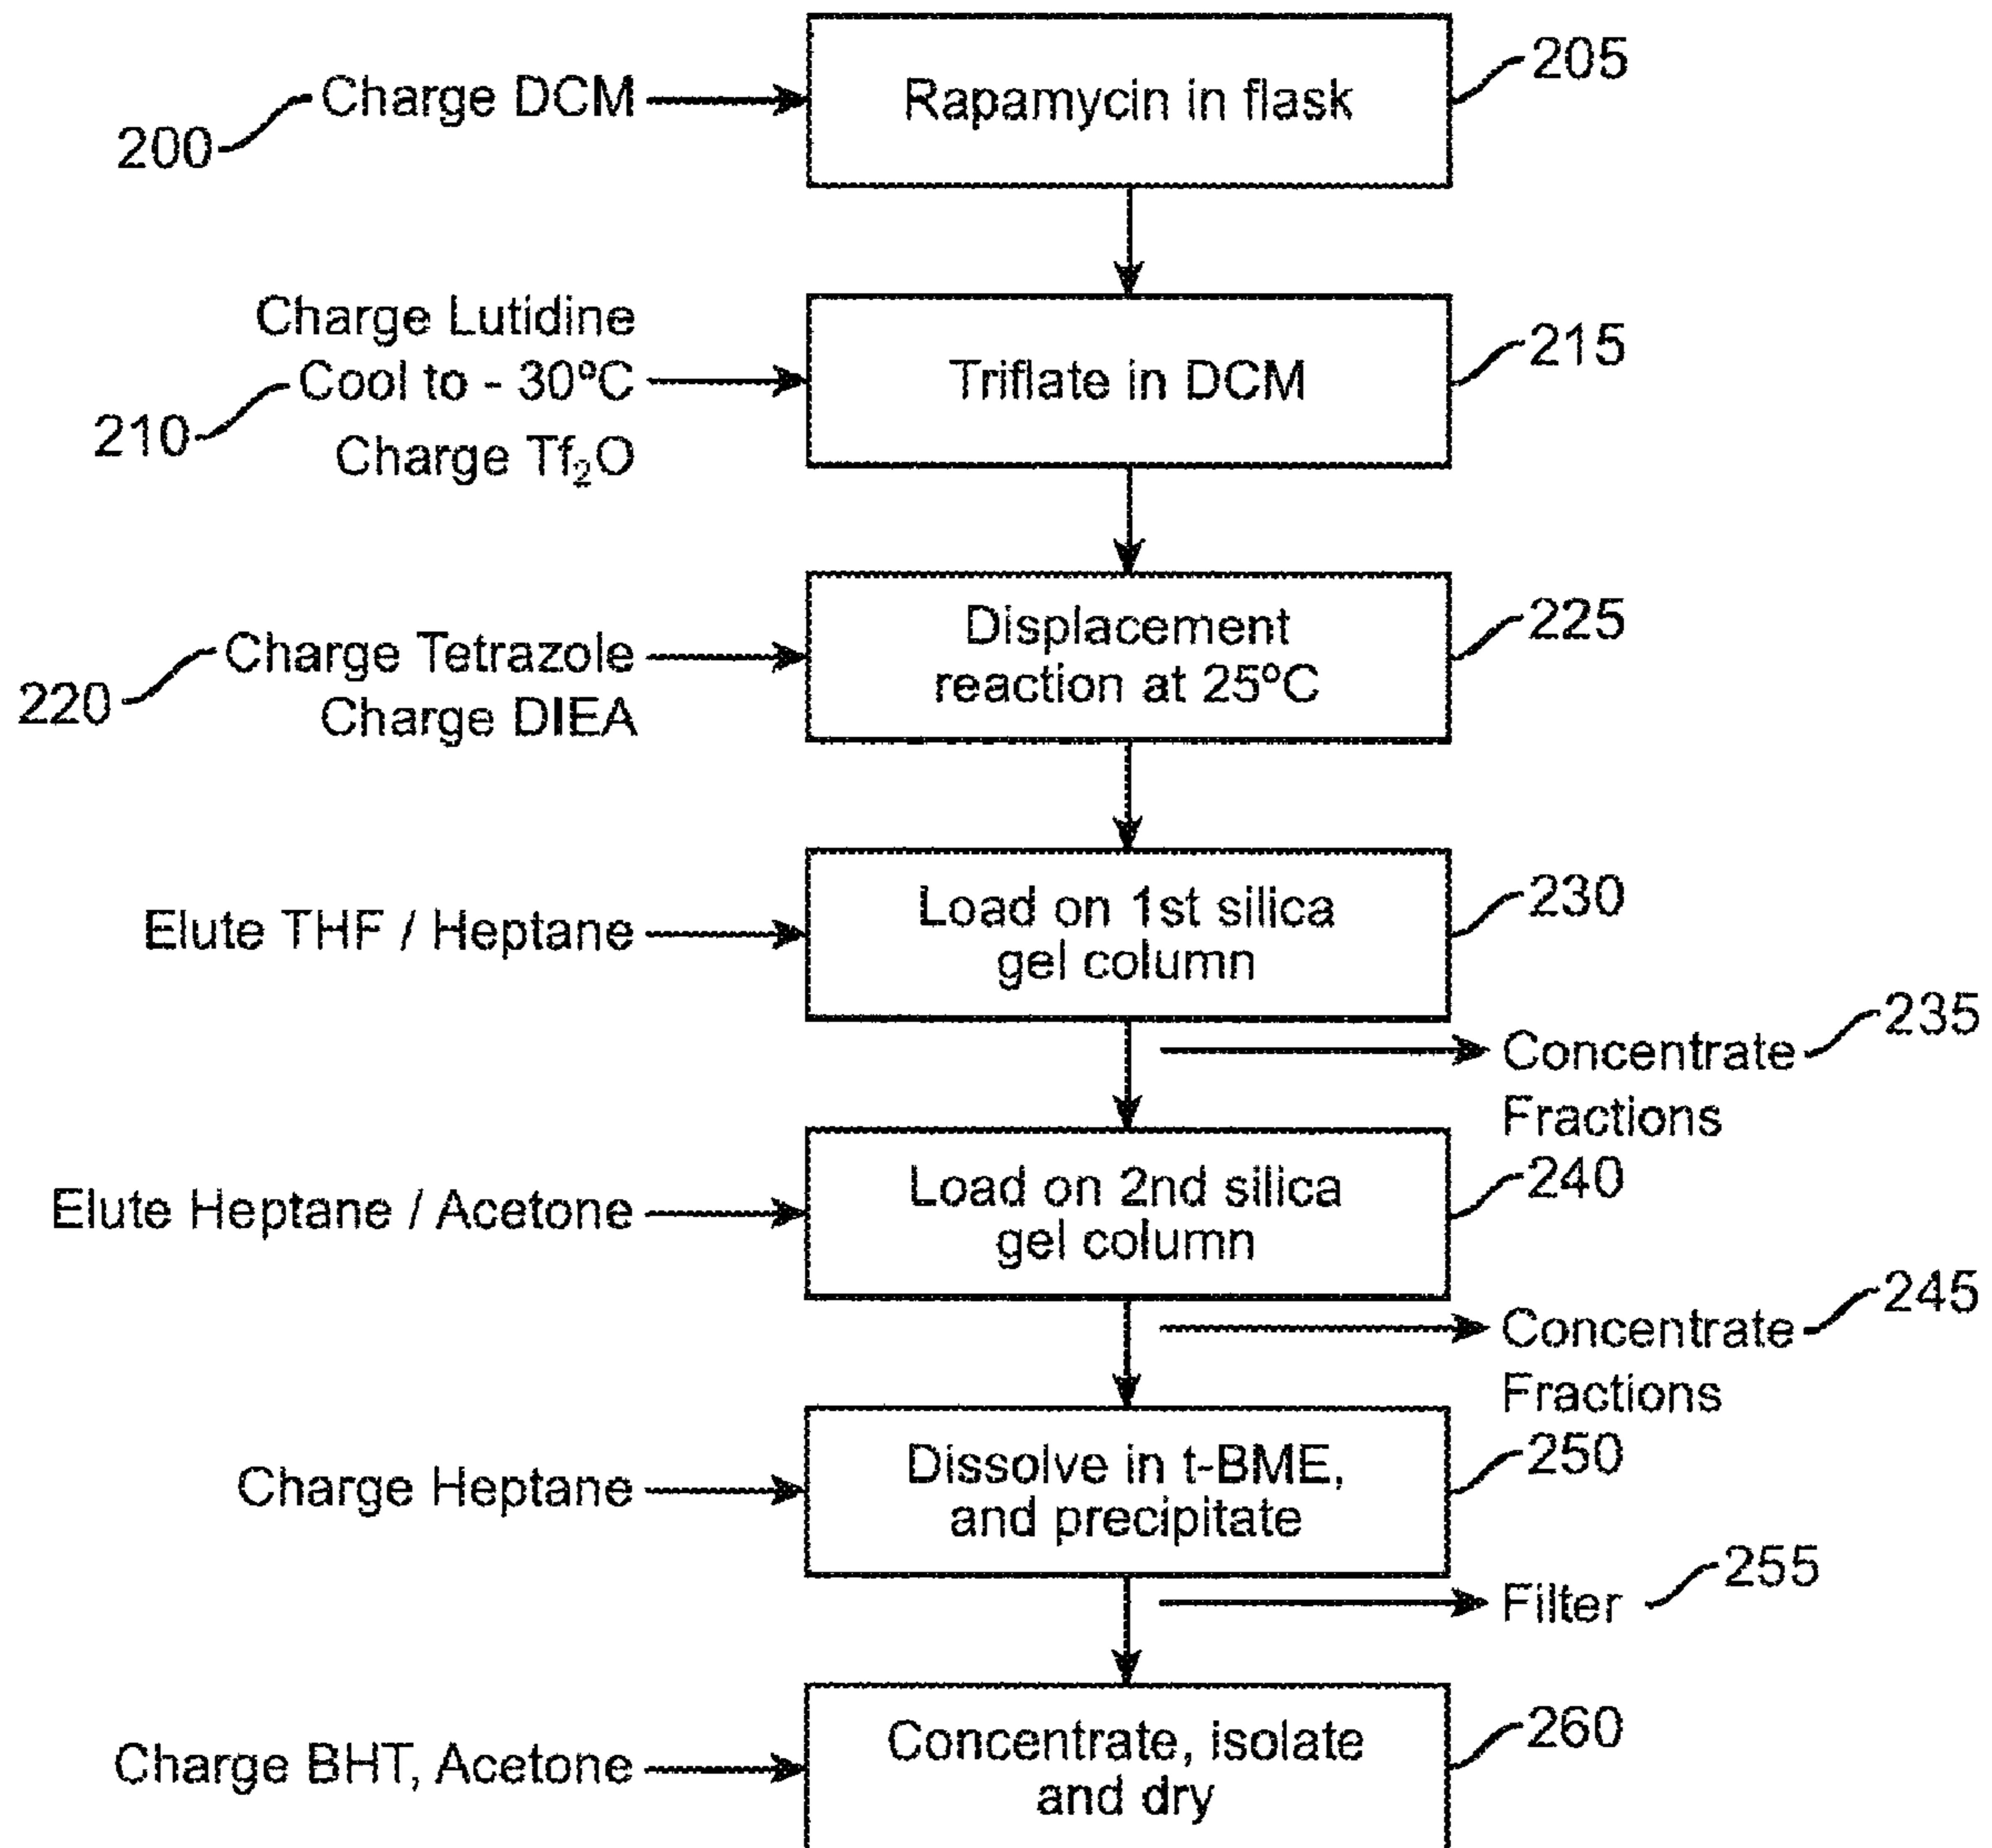 Charge DCM
200
Rapamycin in flask
205
Charge Lutidine
Cool to - 30ºC
210
Charge Tf₂O
Triflate in DCM
215
Charge Tetrazole
220
Charge DIEA
Displacement
reaction at 25ºC
225
Elute THF / Heptane
Load on 1st silica
gel column
230
Concentrate
Fractions
235
Elute Heptane / Acetone
Load on 2nd silica
gel column
240
Concentrate
Fractions
245
Charge Heptane
Dissolve in t-BME,
and precipitate
250
Filter
255
Charge BHT, Acetone
Concentrate, isolate
and dry
260